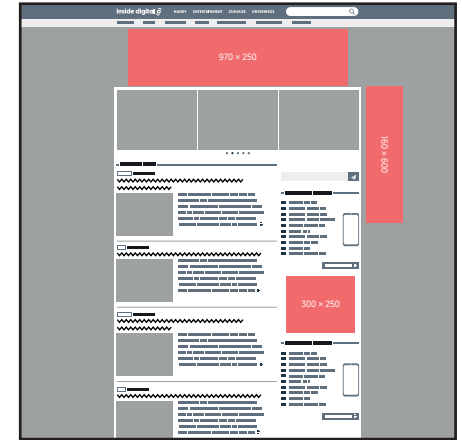 inside digital
HANDY ENTERTAINMENT ZUHAUSE UNTERWEGS
970 × 250
160 × 600
300 × 250